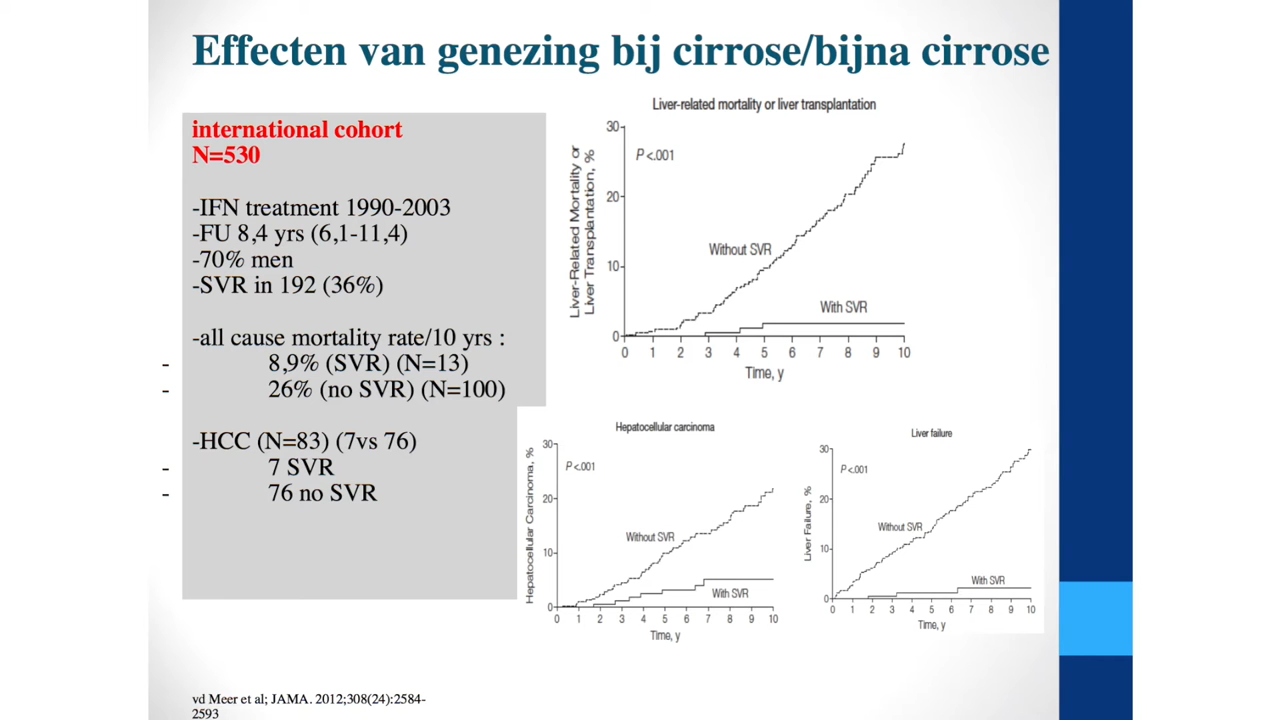 Effecten van genezing bij cirrose/bijna cirrose
international cohort
N=530
-IFN treatment 1990-2003
-FU 8,4 yrs (6,1-11,4)
-70% men
-SVR in 192 (36%)
-all cause mortality rate/10 yrs :
- 8,9% (SVR) (N=13)
- 26% (no SVR) (N=100)
-HCC (N=83) (7vs 76)
- 7 SVR
- 76 no SVR
vd Meer et al; JAMA. 2012;308(24):2584-
2593
Liver-related mortality or liver transplantation
Liver-Related Mortality or
Liver Transplantation, %
30
20
10
0
P <.001
Without SVR
With SVR
0 1 2 3 4 5 6 7 8 9 10
Time, y
Hepatocellular carcinoma
Hepatocellular Carcinoma, %
30
20
10
0
P <.001
Without SVR
With SVR
0 1 2 3 4 5 6 7 8 9 10
Time, y
Liver failure
Liver Failure, %
30
20
10
0
P <.001
Without SVR
With SVR
0 1 2 3 4 5 6 7 8 9 10
Time, y